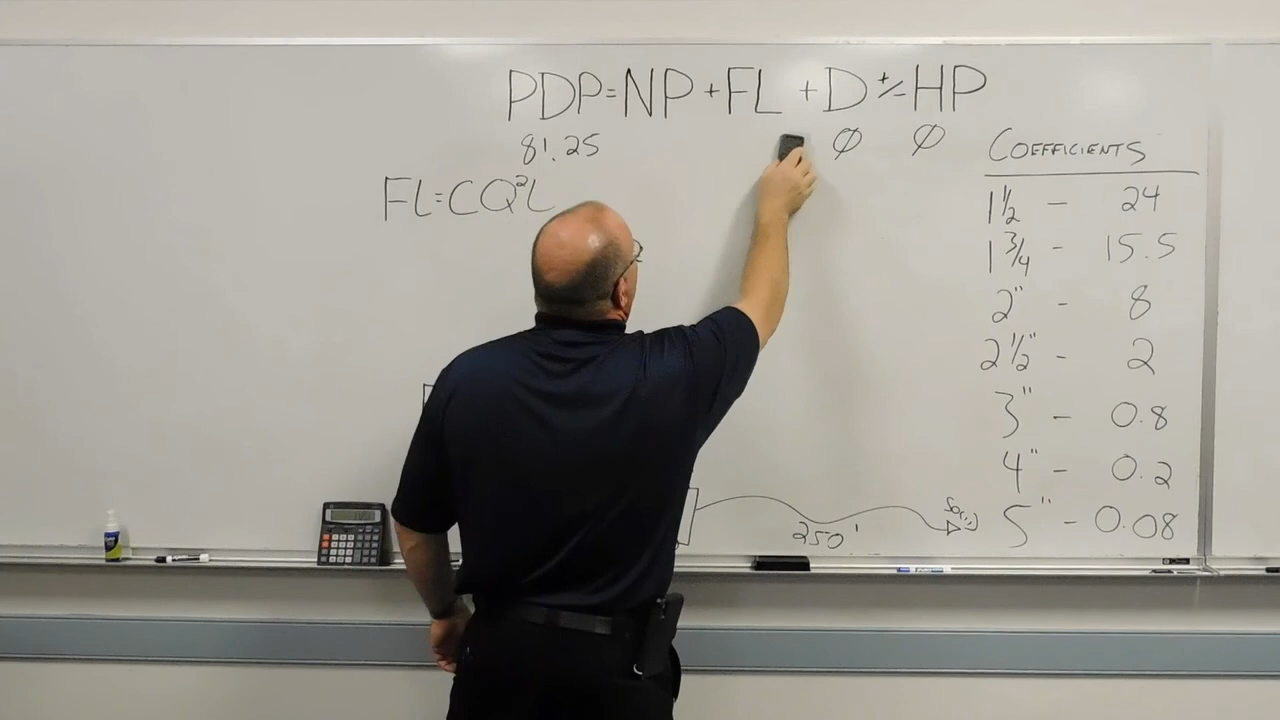 PDP=NP+FL+D+/-HP
81.25 Ø Ø
FL=CQ²L
COEFFICIENTS
1½ - 24
1¾ - 15.5
2" - 8
2½" - 2
3" - 0.8
4" - 0.2
5" - 0.08
250'